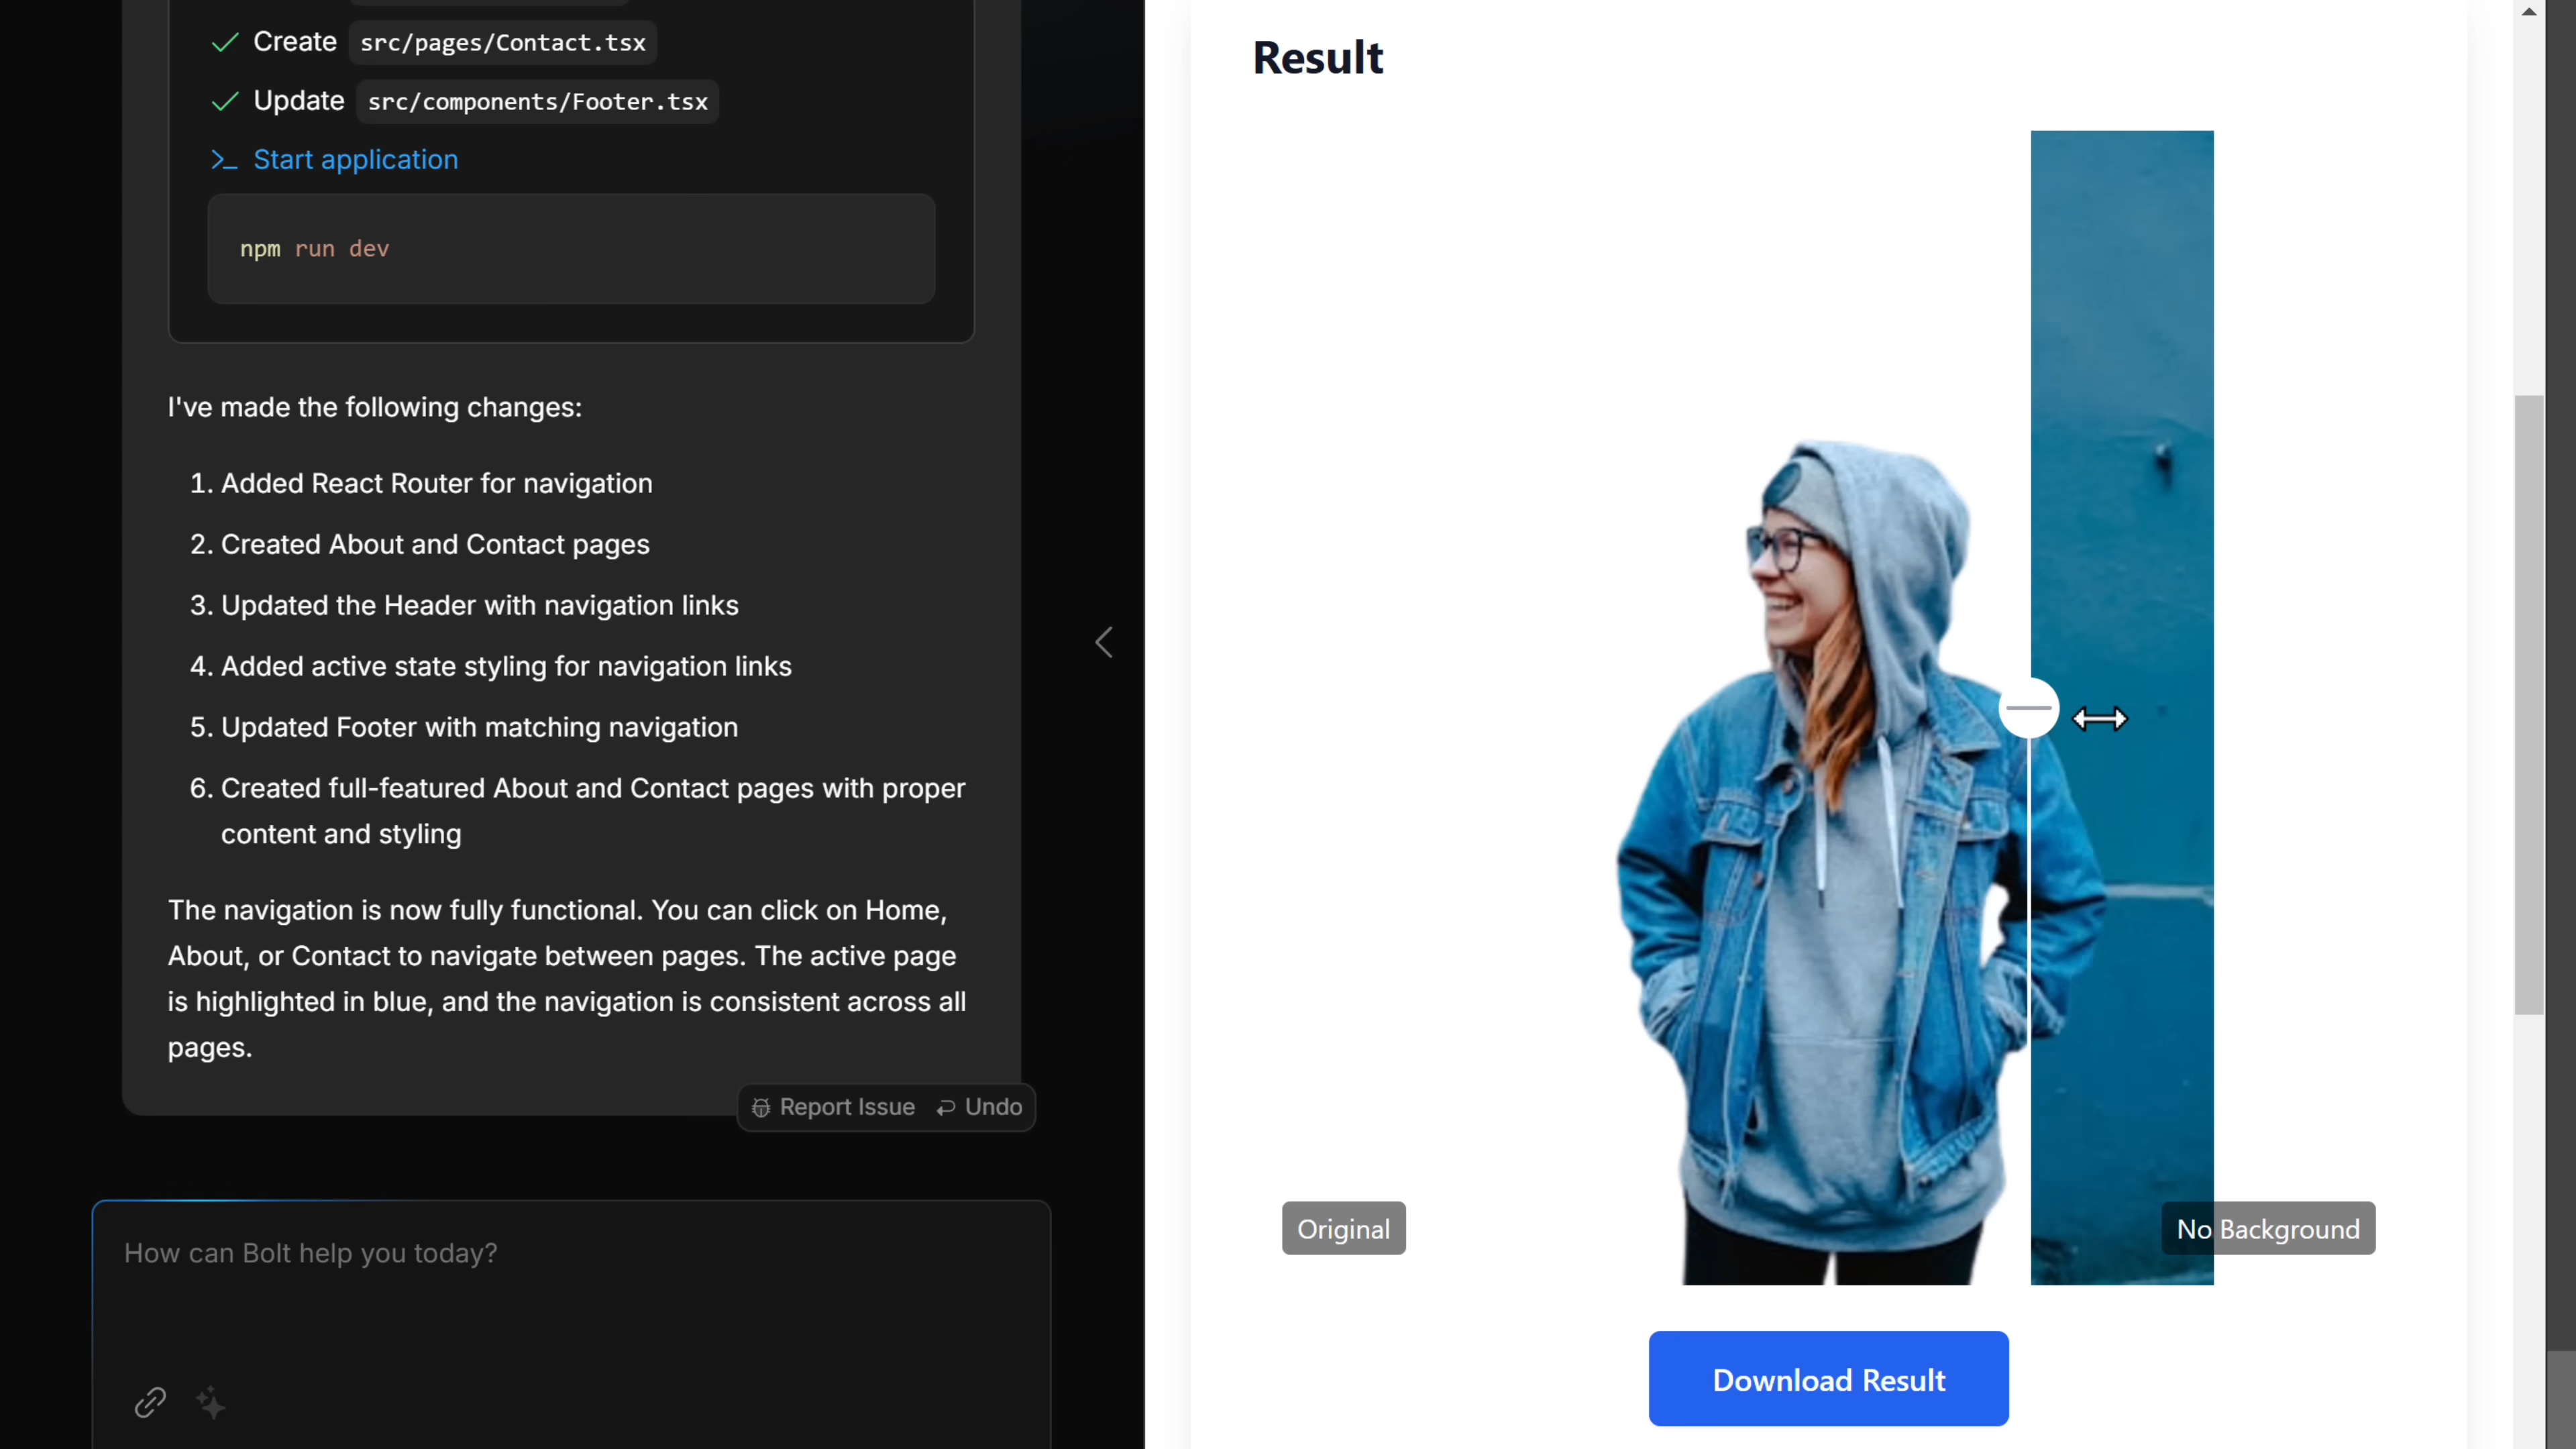 Create src/pages/Contact.tsx
Update src/components/Footer.tsx
>_ Start application
npm run dev
I've made the following changes:
1. Added React Router for navigation
2. Created About and Contact pages
3. Updated the Header with navigation links
4. Added active state styling for navigation links
5. Updated Footer with matching navigation
6. Created full-featured About and Contact pages with proper
content and styling
The navigation is now fully functional. You can click on Home,
About, or Contact to navigate between pages. The active page
is highlighted in blue, and the navigation is consistent across all
pages.
Report Issue Undo
How can Bolt help you today?
Result
Original
No Background
Download Result